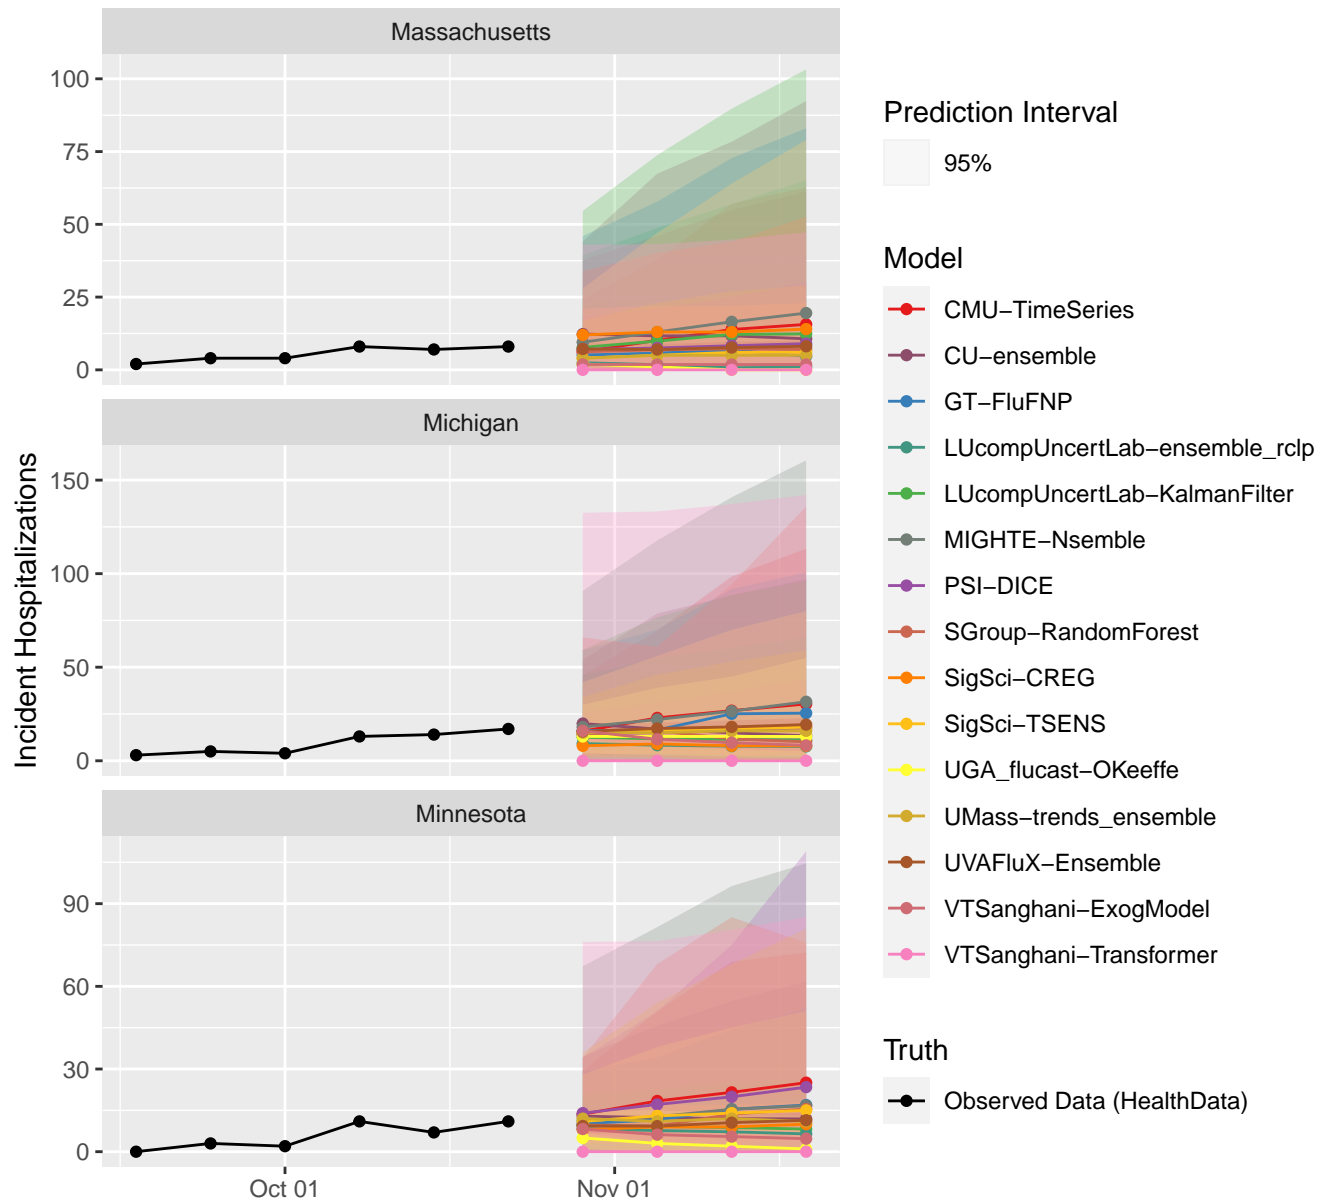 Massachusetts
100
75
50
25
0
Michigan
150
100
50
0
Minnesota
90
60
30
0
Oct 01
Nov 01
Incident Hospitalizations
Prediction Interval
95%
Model
CMU−TimeSeries
CU−ensemble
GT−FluFNP
LUcompUncertLab−ensemble_rclp
LUcompUncertLab−KalmanFilter
MIGHTE−Nsemble
PSI−DICE
SGroup−RandomForest
SigSci−CREG
SigSci−TSENS
UGA_flucast−OKeeffe
UMass−trends_ensemble
UVAFluX−Ensemble
VTSanghani−ExogModel
VTSanghani−Transformer
Truth
Observed Data (HealthData)